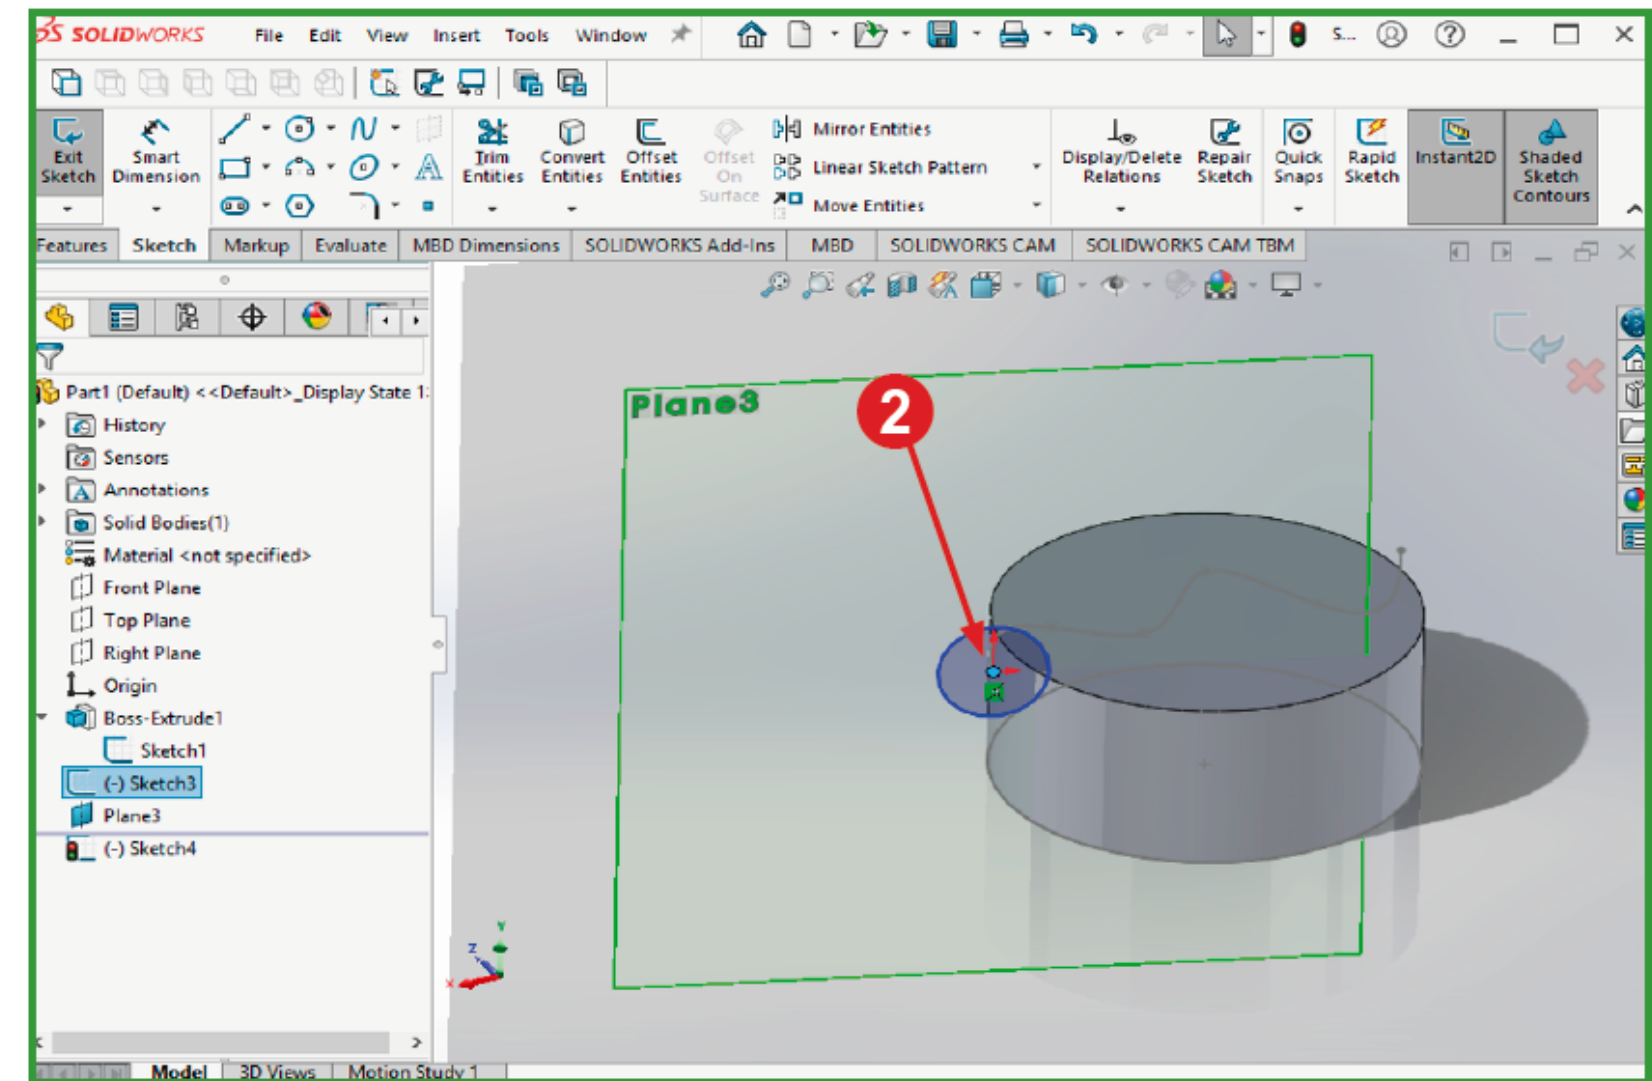 SOLIDWORKS File Edit View Insert Tools Window S...
Exit Sketch
Smart Dimension
Trim Entities
Convert Entities
Offset Entities
Offset On Surface
Mirror Entities
Linear Sketch Pattern
Move Entities
Display/Delete Relations
Repair Sketch
Quick Snaps
Rapid Sketch
Instant2D
Shaded Sketch Contours
Features Sketch Markup Evaluate MBD Dimensions SOLIDWORKS Add-Ins MBD SOLIDWORKS CAM SOLIDWORKS CAM TBM
Part1 (Default) <<Default>_Display State 1
History
Sensors
Annotations
Solid Bodies(1)
Material <not specified>
Front Plane
Top Plane
Right Plane
Origin
Boss-Extrude1
Sketch1
(-) Sketch3
Plane3
(-) Sketch4
Plane3
2
Y
Z
X
Model 3D Views Motion Study 1